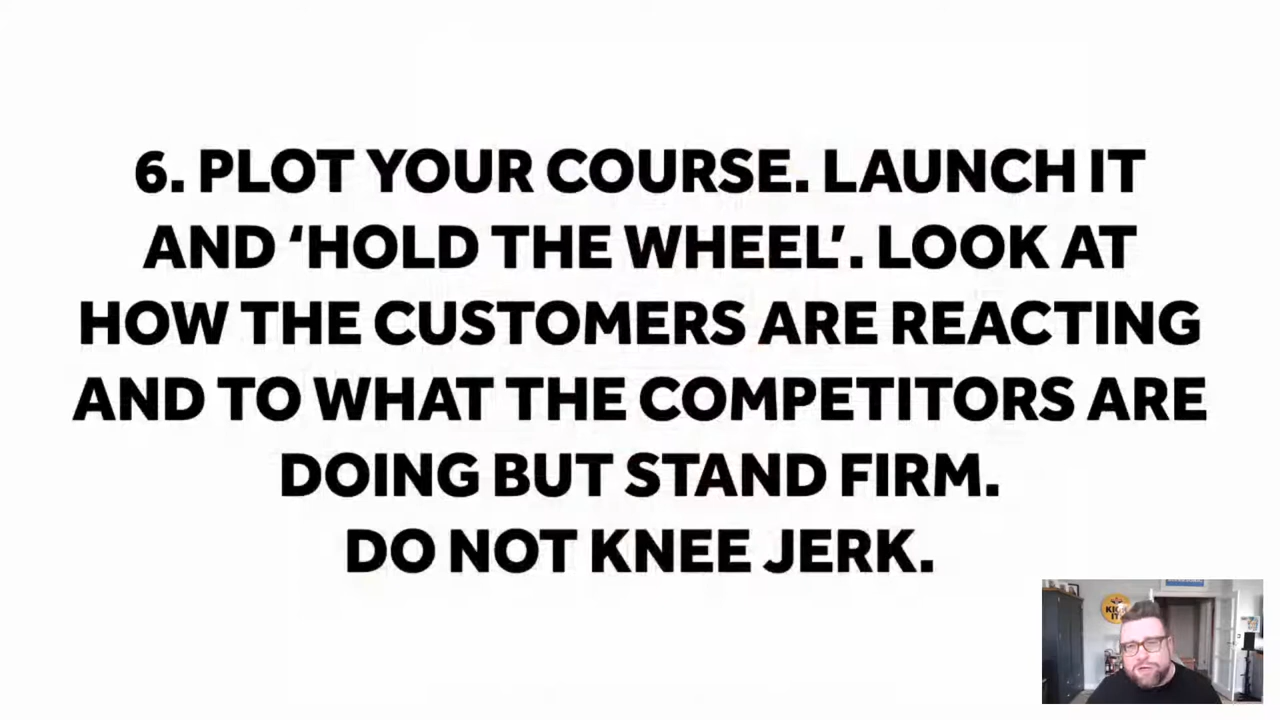 6. PLOT YOUR COURSE. LAUNCH IT
AND ‘HOLD THE WHEEL’. LOOK AT
HOW THE CUSTOMERS ARE REACTING
AND TO WHAT THE COMPETITORS ARE
DOING BUT STAND FIRM.
DO NOT KNEE JERK.